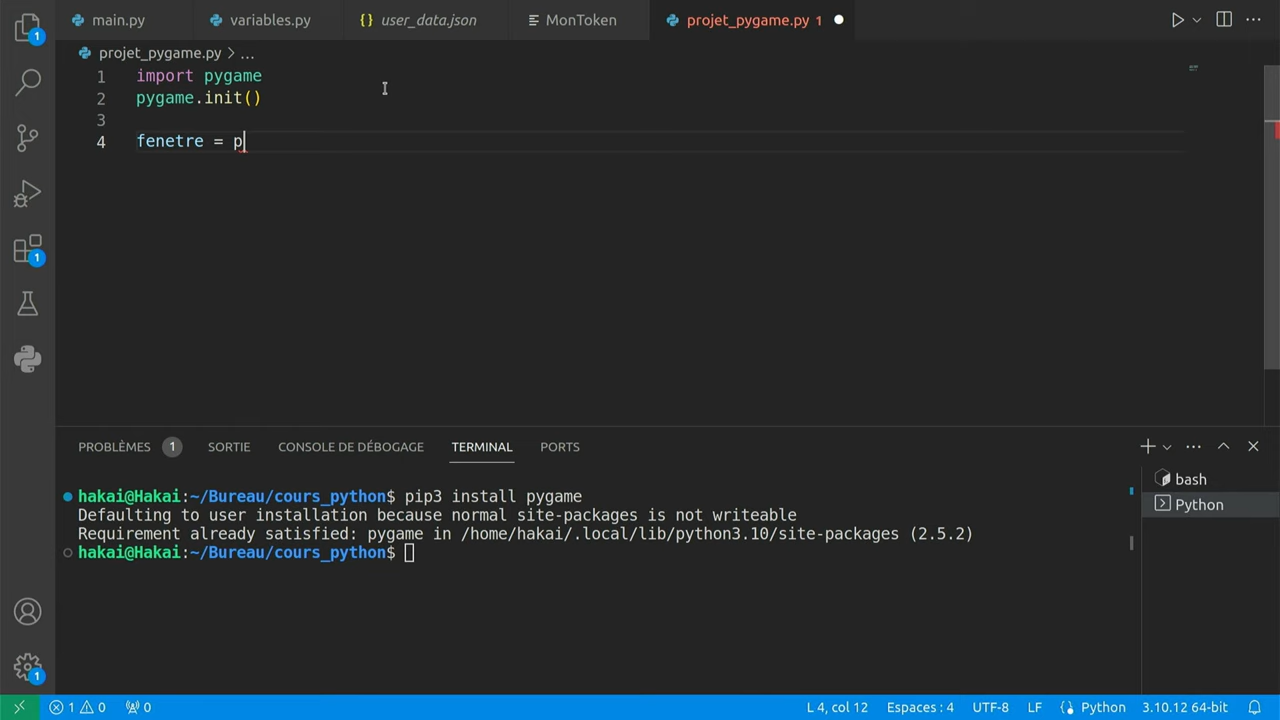 main.py variables.py {} user_data.json MonToken projet_pygame.py 1
projet_pygame.py > ...
1 import pygame
2 pygame.init()
3
4 fenetre = p
PROBLÈMES 1 SORTIE CONSOLE DE DÉBOGAGE TERMINAL PORTS
hakai@Hakai:~/Bureau/cours_python$ pip3 install pygame
Defaulting to user installation because normal site-packages is not writeable
Requirement already satisfied: pygame in /home/hakai/.local/lib/python3.10/site-packages (2.5.2)
hakai@Hakai:~/Bureau/cours_python$
bash
Python
1
1
1
1 0 0 L 4, col 12 Espaces : 4 UTF-8 LF {} Python 3.10.12 64-bit